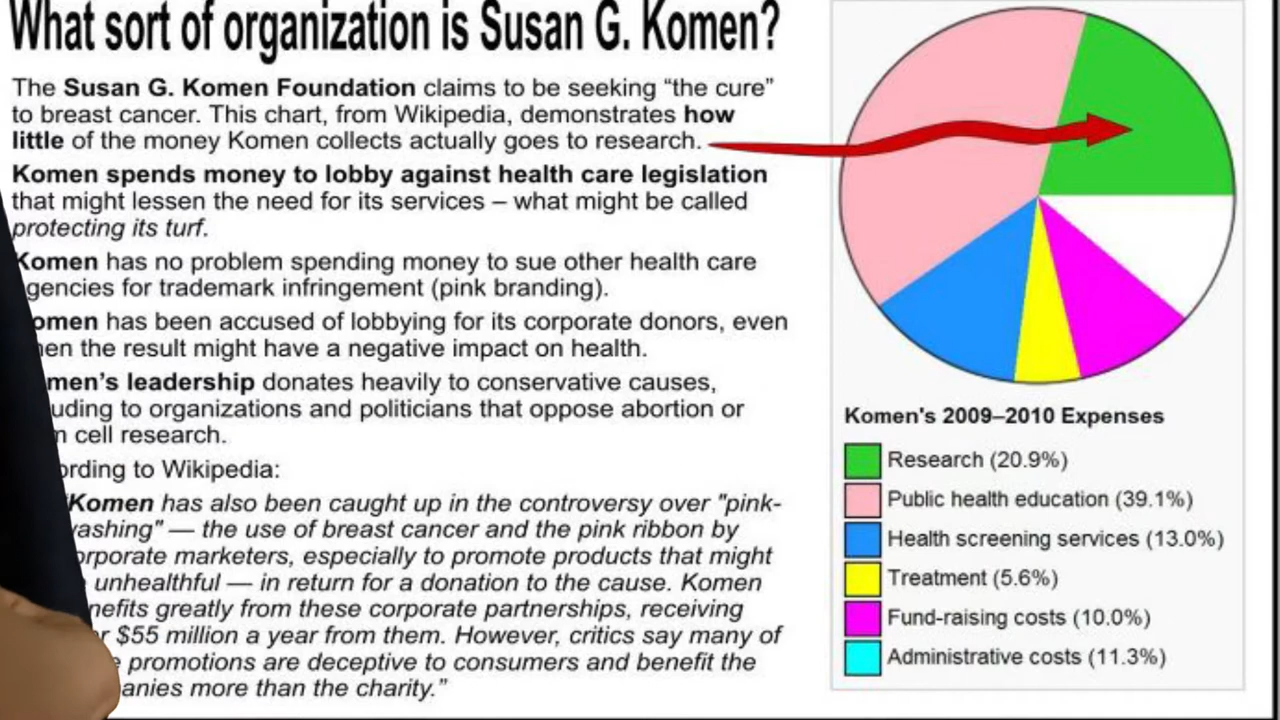 What sort of organization is Susan G. Komen?
The Susan G. Komen Foundation claims to be seeking “the cure”
to breast cancer. This chart, from Wikipedia, demonstrates how
little of the money Komen collects actually goes to research.
Komen spends money to lobby against health care legislation
that might lessen the need for its services – what might be called
protecting its turf.
Komen has no problem spending money to sue other health care
gencies for trademark infringement (pink branding).
omen has been accused of lobbying for its corporate donors, even
en the result might have a negative impact on health.
men’s leadership donates heavily to conservative causes,
uding to organizations and politicians that oppose abortion or
cell research.
ording to Wikipedia:
Komen has also been caught up in the controversy over "pink-
ashing" — the use of breast cancer and the pink ribbon by
orporate marketers, especially to promote products that might
unhealthful — in return for a donation to the cause. Komen
nefits greatly from these corporate partnerships, receiving
r $55 million a year from them. However, critics say many of
promotions are deceptive to consumers and benefit the
anies more than the charity.”
Komen's 2009–2010 Expenses
Research (20.9%)
Public health education (39.1%)
Health screening services (13.0%)
Treatment (5.6%)
Fund-raising costs (10.0%)
Administrative costs (11.3%)